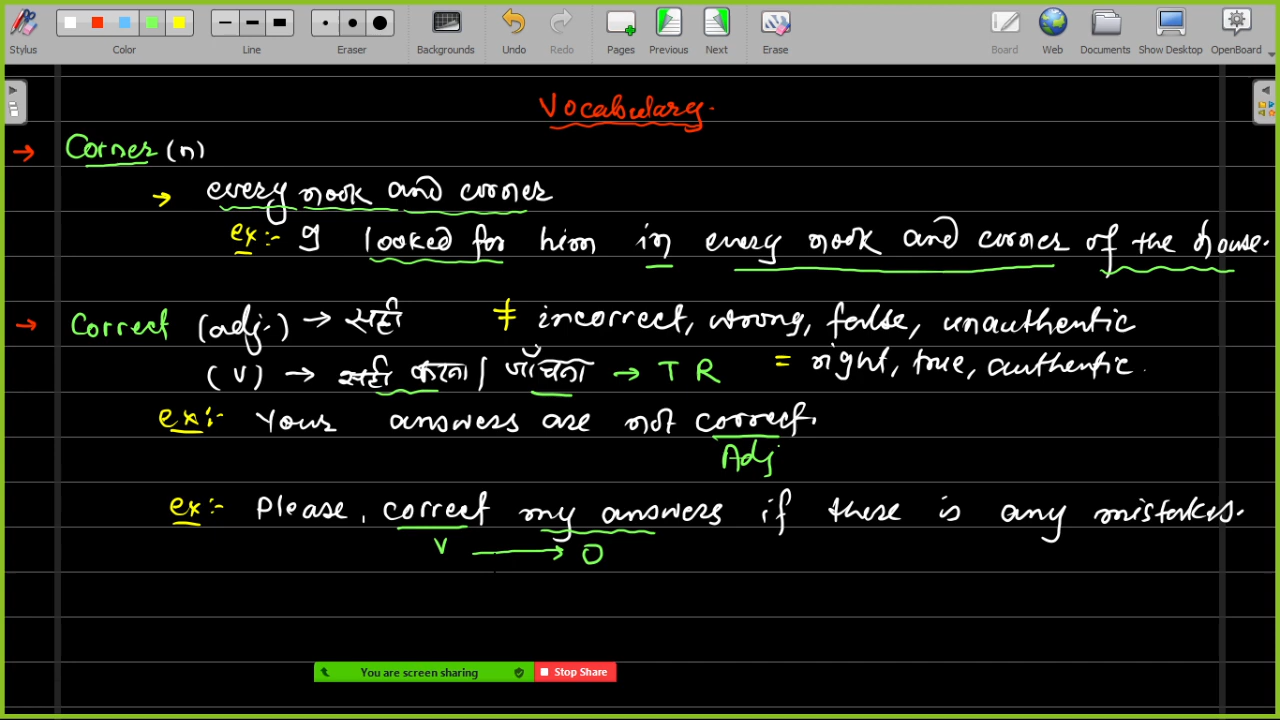 Stylus Color Line Eraser Backgrounds Undo Redo Pages Previous Next Erase Board Web Documents Show Desktop OpenBoard
Vocabulary.
→ Corner (n)
→ every nook and corner
ex:- I looked for him in every nook and corner of the house.
→ Correct (adj.) → सही ≠ incorrect, wrong, false, unauthentic
(v) → सही करना / जाँचना → TR = right, true, authentic.
ex:- Your answers are not correct.
Adj
ex:- Please, correct my answers if there is any mistakes.
V → O
You are screen sharing Stop Share